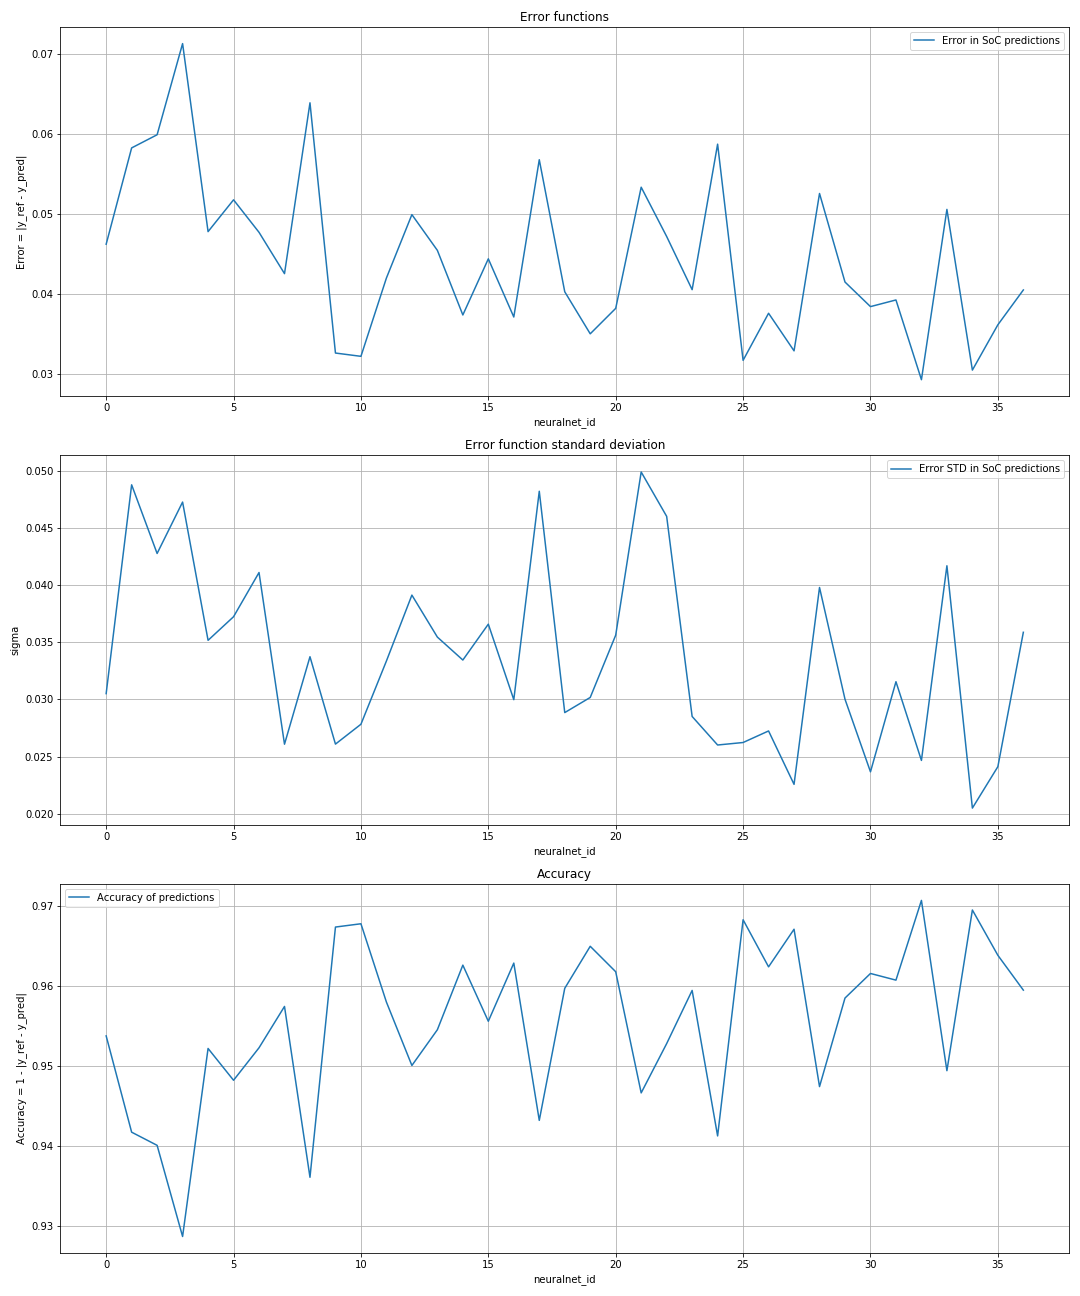 Error functions
Error in SoC predictions
Error = |y_ref - y_pred|
0.07
0.06
0.05
0.04
0.03
0 5 10 15 20 25 30 35
neuralnet_id
Error function standard deviation
Error STD in SoC predictions
sigma
0.050
0.045
0.040
0.035
0.030
0.025
0.020
0 5 10 15 20 25 30 35
neuralnet_id
Accuracy
Accuracy of predictions
Accuracy = 1 - |y_ref - y_pred|
0.97
0.96
0.95
0.94
0.93
0 5 10 15 20 25 30 35
neuralnet_id